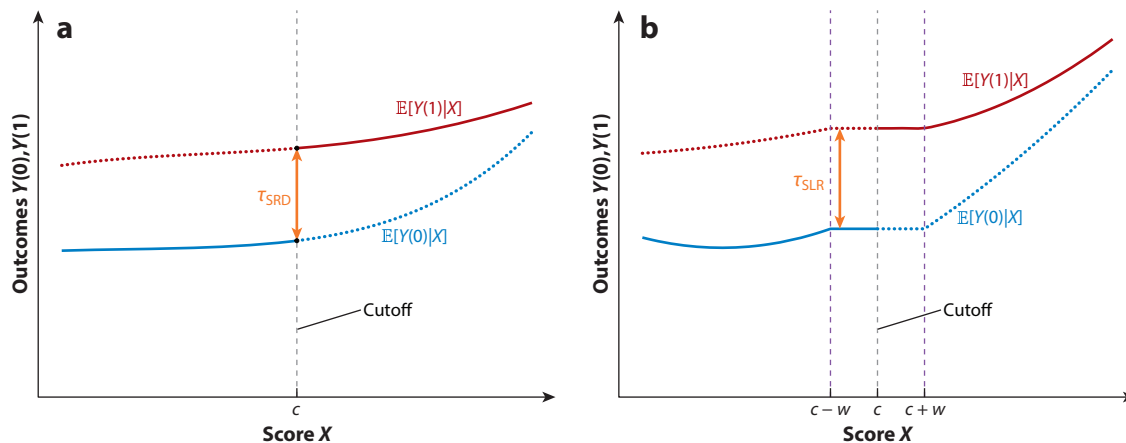 a
Outcomes Y(0),Y(1)
𝔼[Y(1)|X]
τSRD
𝔼[Y(0)|X]
Cutoff
c
Score X
b
Outcomes Y(0),Y(1)
𝔼[Y(1)|X]
τSLR
𝔼[Y(0)|X]
Cutoff
c − w c c + w
Score X